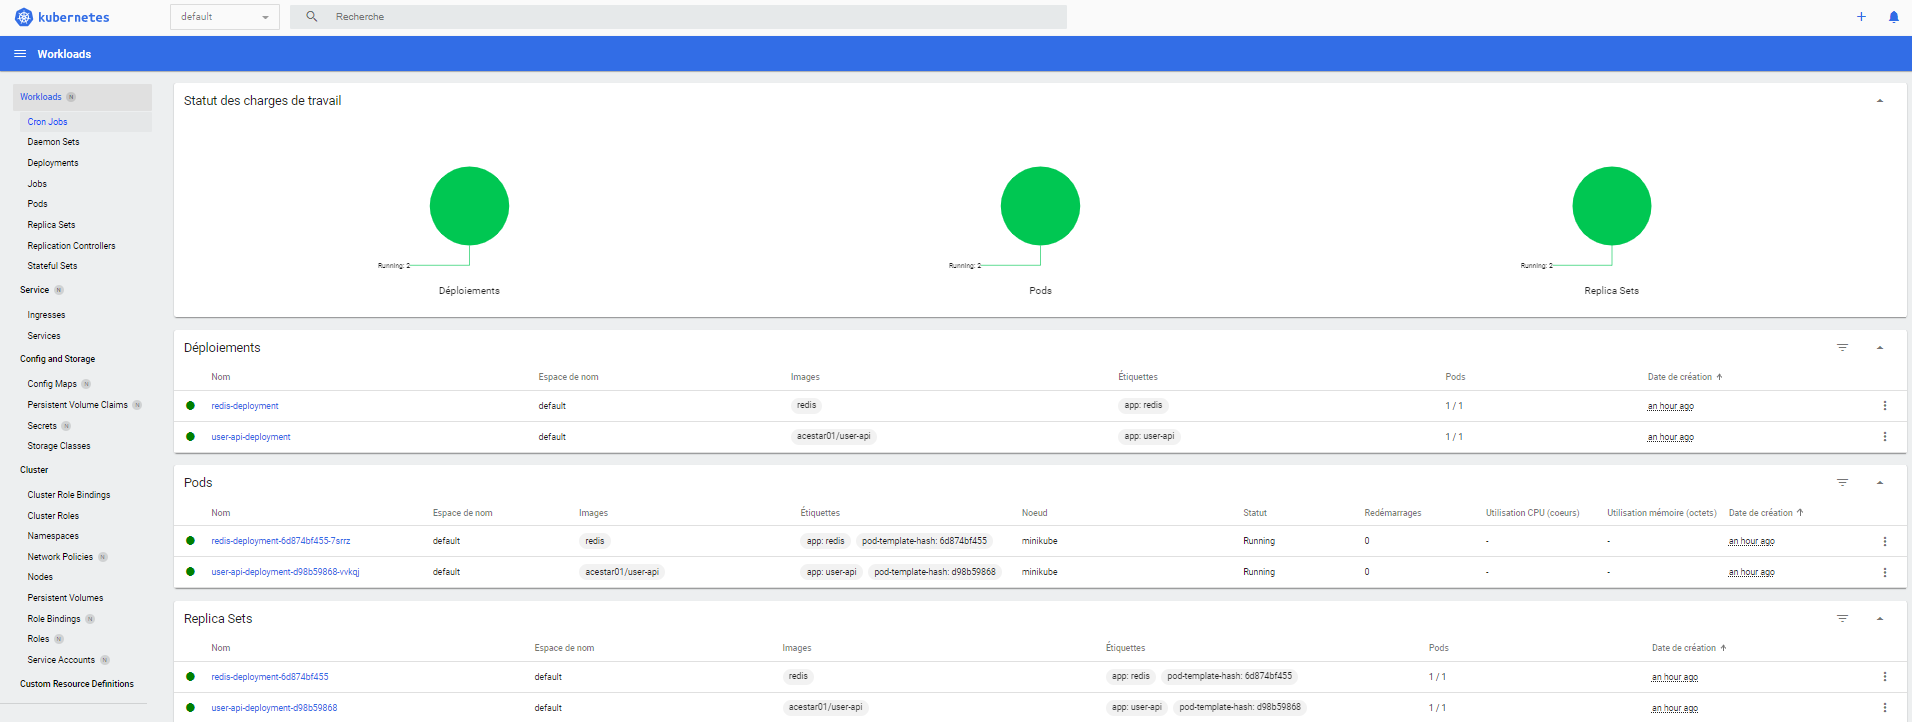 kubernetes
default
Recherche
Workloads
Workloads N
Cron Jobs
Daemon Sets
Deployments
Jobs
Pods
Replica Sets
Replication Controllers
Stateful Sets
Service N
Ingresses
Services
Config and Storage
Config Maps N
Persistent Volume Claims N
Secrets N
Storage Classes
Cluster
Cluster Role Bindings
Cluster Roles
Namespaces
Network Policies N
Nodes
Persistent Volumes
Role Bindings N
Roles N
Service Accounts N
Custom Resource Definitions
Statut des charges de travail
Running: 2
Déploiements
Running: 2
Pods
Running: 2
Replica Sets
Déploiements
Nom Espace de nom Images Étiquettes Pods Date de création
redis-deployment default redis app: redis 1 / 1 an hour ago
user-api-deployment default acestar01/user-api app: user-api 1 / 1 an hour ago
Pods
Nom Espace de nom Images Étiquettes Noeud Statut Redémarrages Utilisation CPU (coeurs) Utilisation mémoire (octets) Date de création
redis-deployment-6d874bf455-7srrz default redis app: redis pod-template-hash: 6d874bf455 minikube Running 0 - - an hour ago
user-api-deployment-d98b59868-vvkqj default acestar01/user-api app: user-api pod-template-hash: d98b59868 minikube Running 0 - - an hour ago
Replica Sets
Nom Espace de nom Images Étiquettes Pods Date de création
redis-deployment-6d874bf455 default redis app: redis pod-template-hash: 6d874bf455 1 / 1 an hour ago
user-api-deployment-d98b59868 default acestar01/user-api app: user-api pod-template-hash: d98b59868 1 / 1 an hour ago